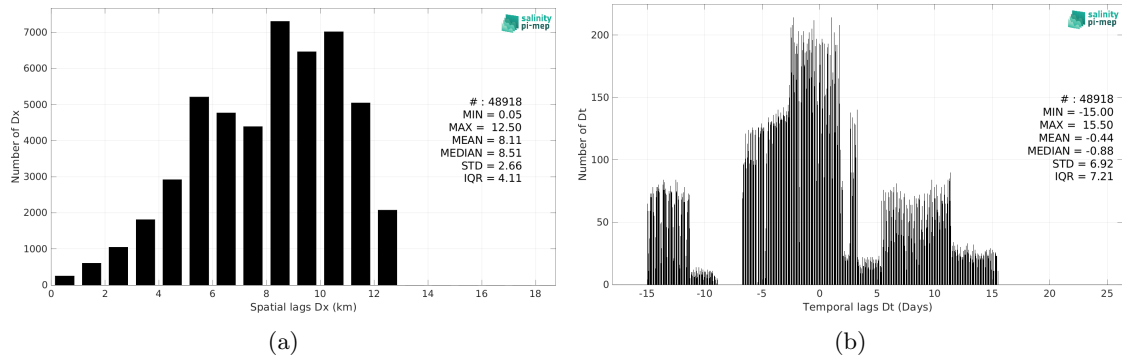 7000
6000
5000
4000
3000
2000
1000
0
Number of Dx
salinity
pi-mep
# : 48918
MIN = 0.05
MAX = 12.50
MEAN = 8.11
MEDIAN = 8.51
STD = 2.66
IQR = 4.11
0 2 4 6 8 10 12 14 16 18
Spatial lags Dx (km)
(a)
200
150
100
50
0
Number of Dt
salinity
pi-mep
# : 48918
MIN = -15.00
MAX = 15.50
MEAN = -0.44
MEDIAN = -0.88
STD = 6.92
IQR = 7.21
-15 -10 -5 0 5 10 15 20 25
Temporal lags Dt (Days)
(b)